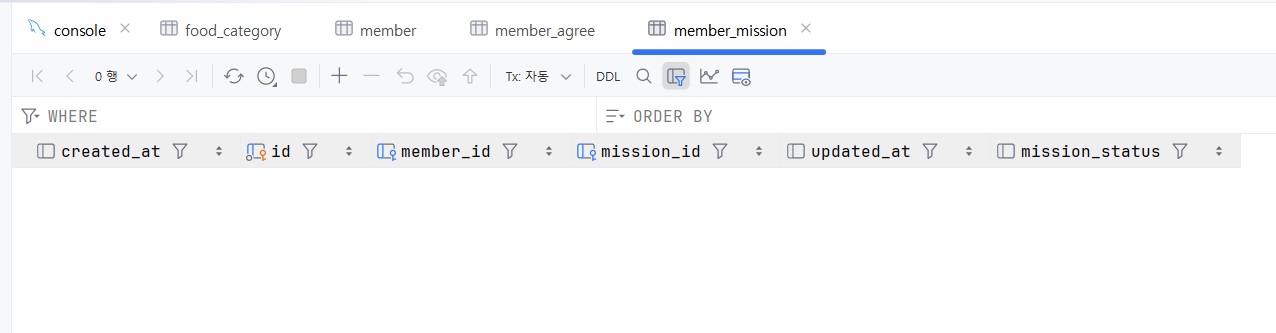 console food_category member member_agree member_mission
0 행 Tx: 자동 DDL
WHERE ORDER BY
created_at id member_id mission_id updated_at mission_status